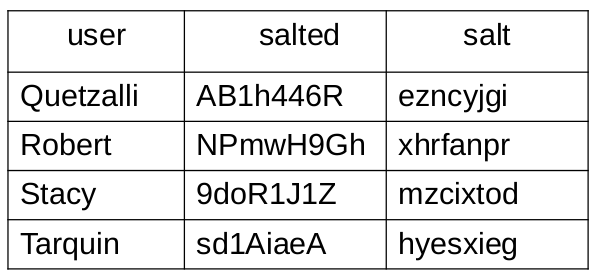 user salted salt
Quetzalli AB1h446R ezncyjgi
Robert NPmwH9Gh xhrfanpr
Stacy 9doR1J1Z mzcixtod
Tarquin sd1AiaeA hyesxieg